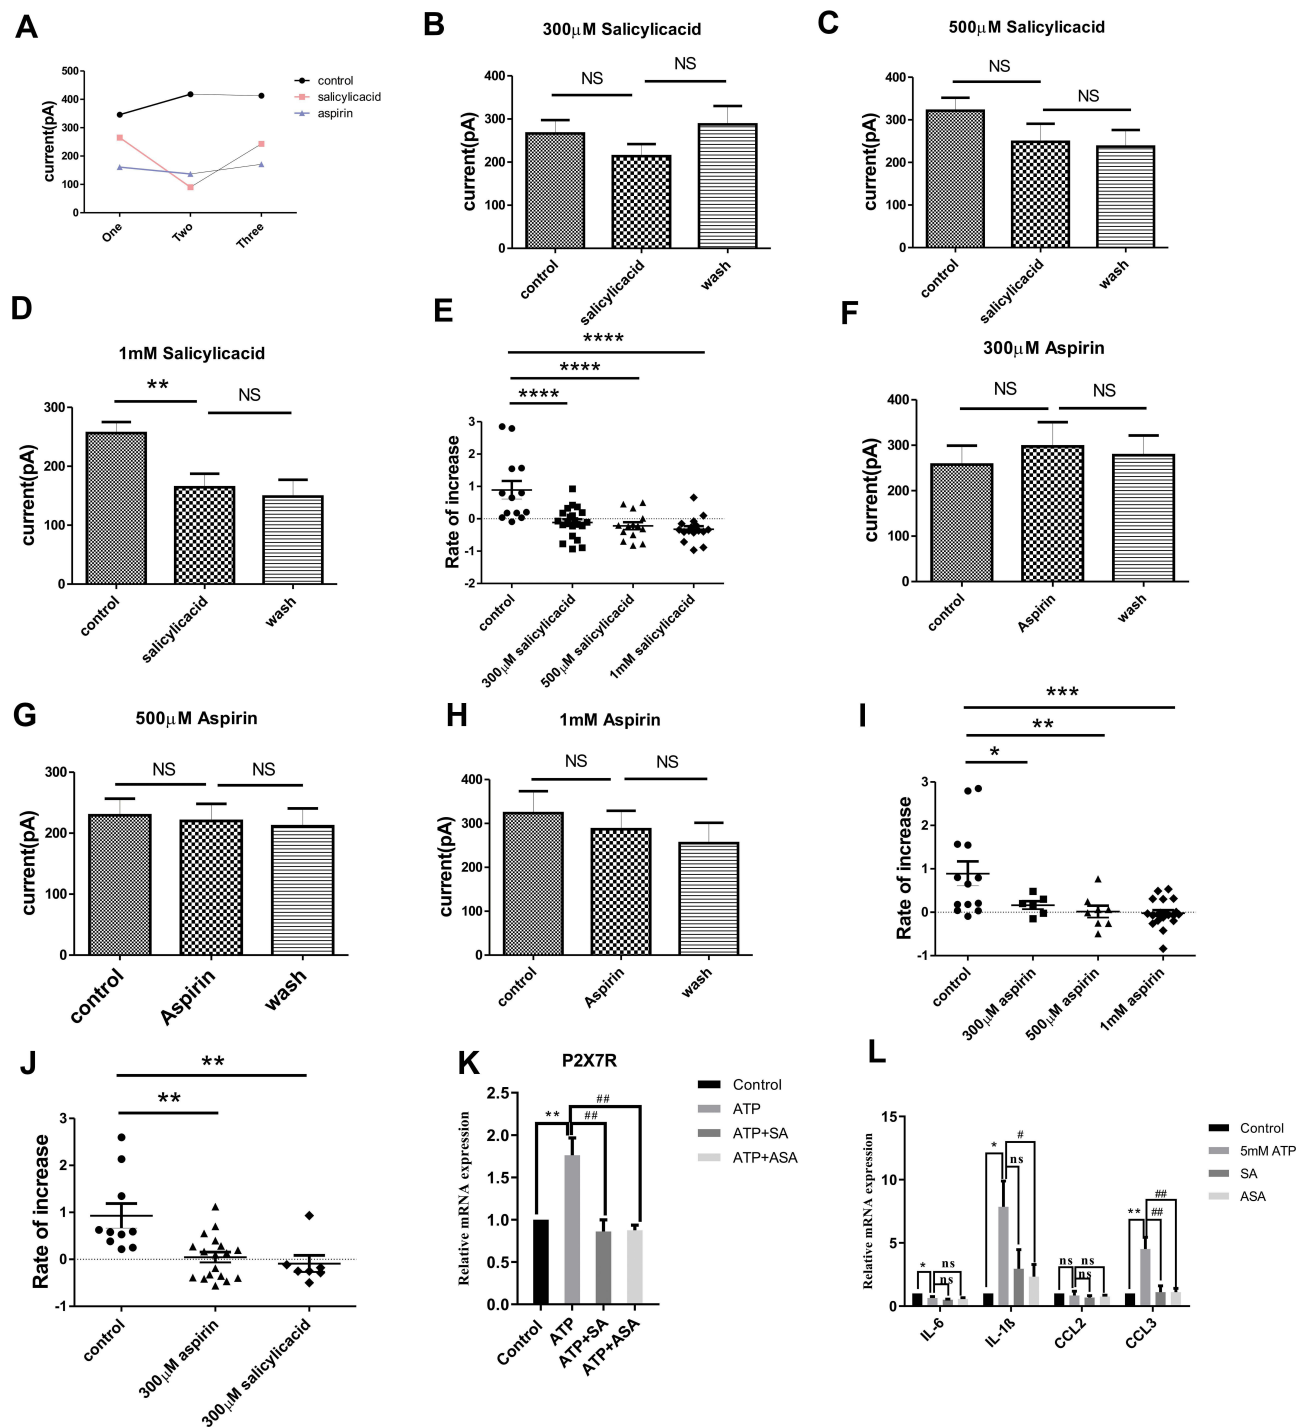 A
current(pA)
500
400
300
200
100
0
One
Two
Three
control
salicylicacid
aspirin
B
300μM Salicylicacid
NS
NS
current(pA)
400
300
200
100
0
control
salicylicacid
wash
C
500μM Salicylicacid
NS
NS
current(pA)
400
300
200
100
0
control
salicylicacid
wash
D
1mM Salicylicacid
**
NS
current(pA)
300
200
100
0
control
salicylicacid
wash
E
****
****
****
Rate of increase
3
2
1
0
-1
-2
control
300μM salicylicacid
500μM salicylicacid
1mM salicylicacid
F
300μM Aspirin
NS
NS
current(pA)
400
300
200
100
0
control
Aspirin
wash
G
500μM Aspirin
NS
NS
current(pA)
300
200
100
0
control
Aspirin
wash
H
1mM Aspirin
NS
NS
current(pA)
400
300
200
100
0
control
Aspirin
wash
I
***
**
*
Rate of increase
3
2
1
0
-1
control
300μM aspirin
500μM aspirin
1mM aspirin
J
**
**
Rate of increase
3
2
1
0
-1
control
300μM aspirin
300μM salicylicacid
K
P2X7R
##
** ##
Relative mRNA expression
2.5
2.0
1.5
1.0
0.5
0.0
Control
ATP
ATP+SA
ATP+ASA
Control
ATP
ATP+SA
ATP+ASA
L
Relative mRNA expression
15
10
5
0
* ns
ns
* #
ns
ns ns
ns
** ##
##
IL-6
IL-1ß
CCL2
CCL3
Control
5mM ATP
SA
ASA